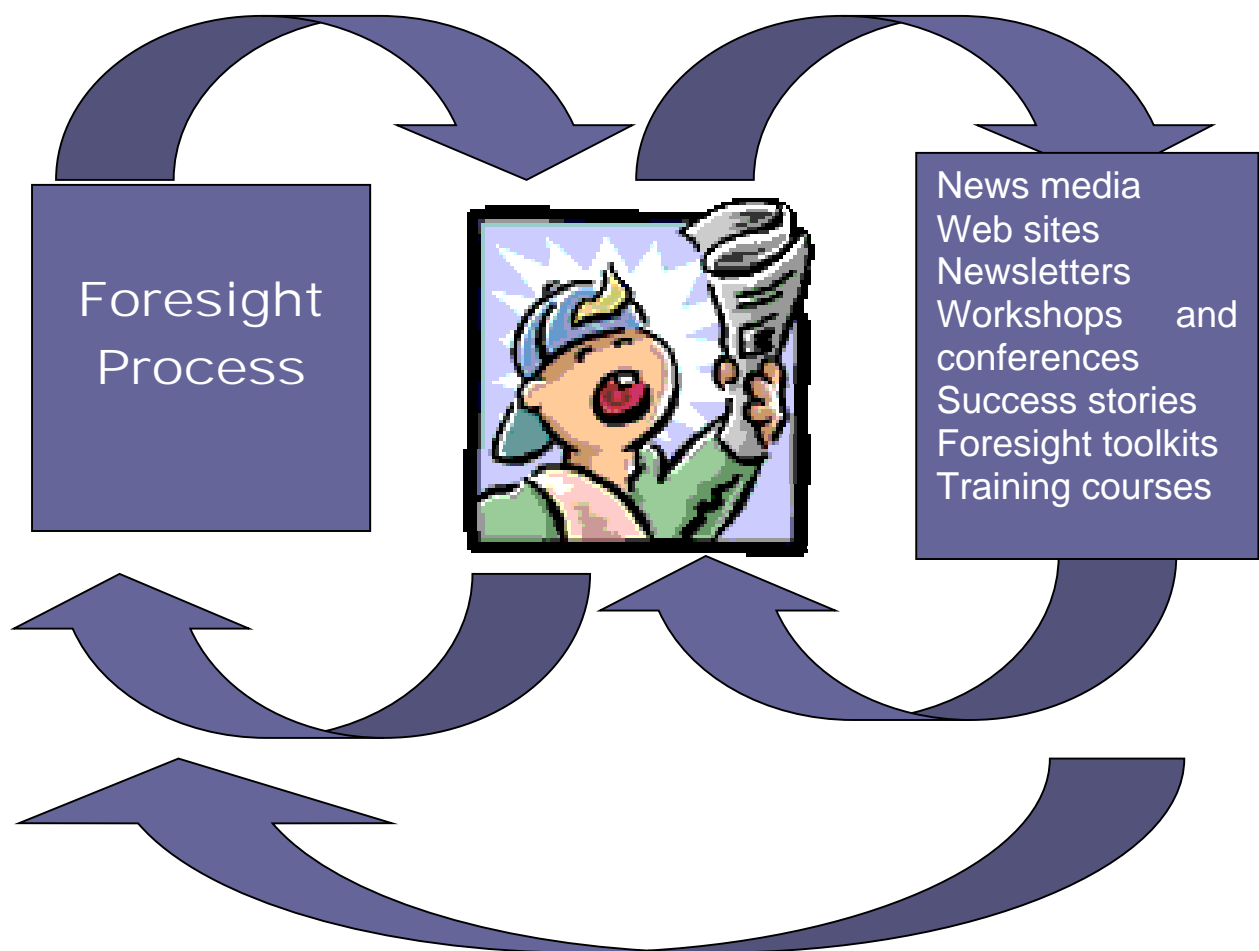 Foresight
Process
News media
Web sites
Newsletters
Workshops and
conferences
Success stories
Foresight toolkits
Training courses